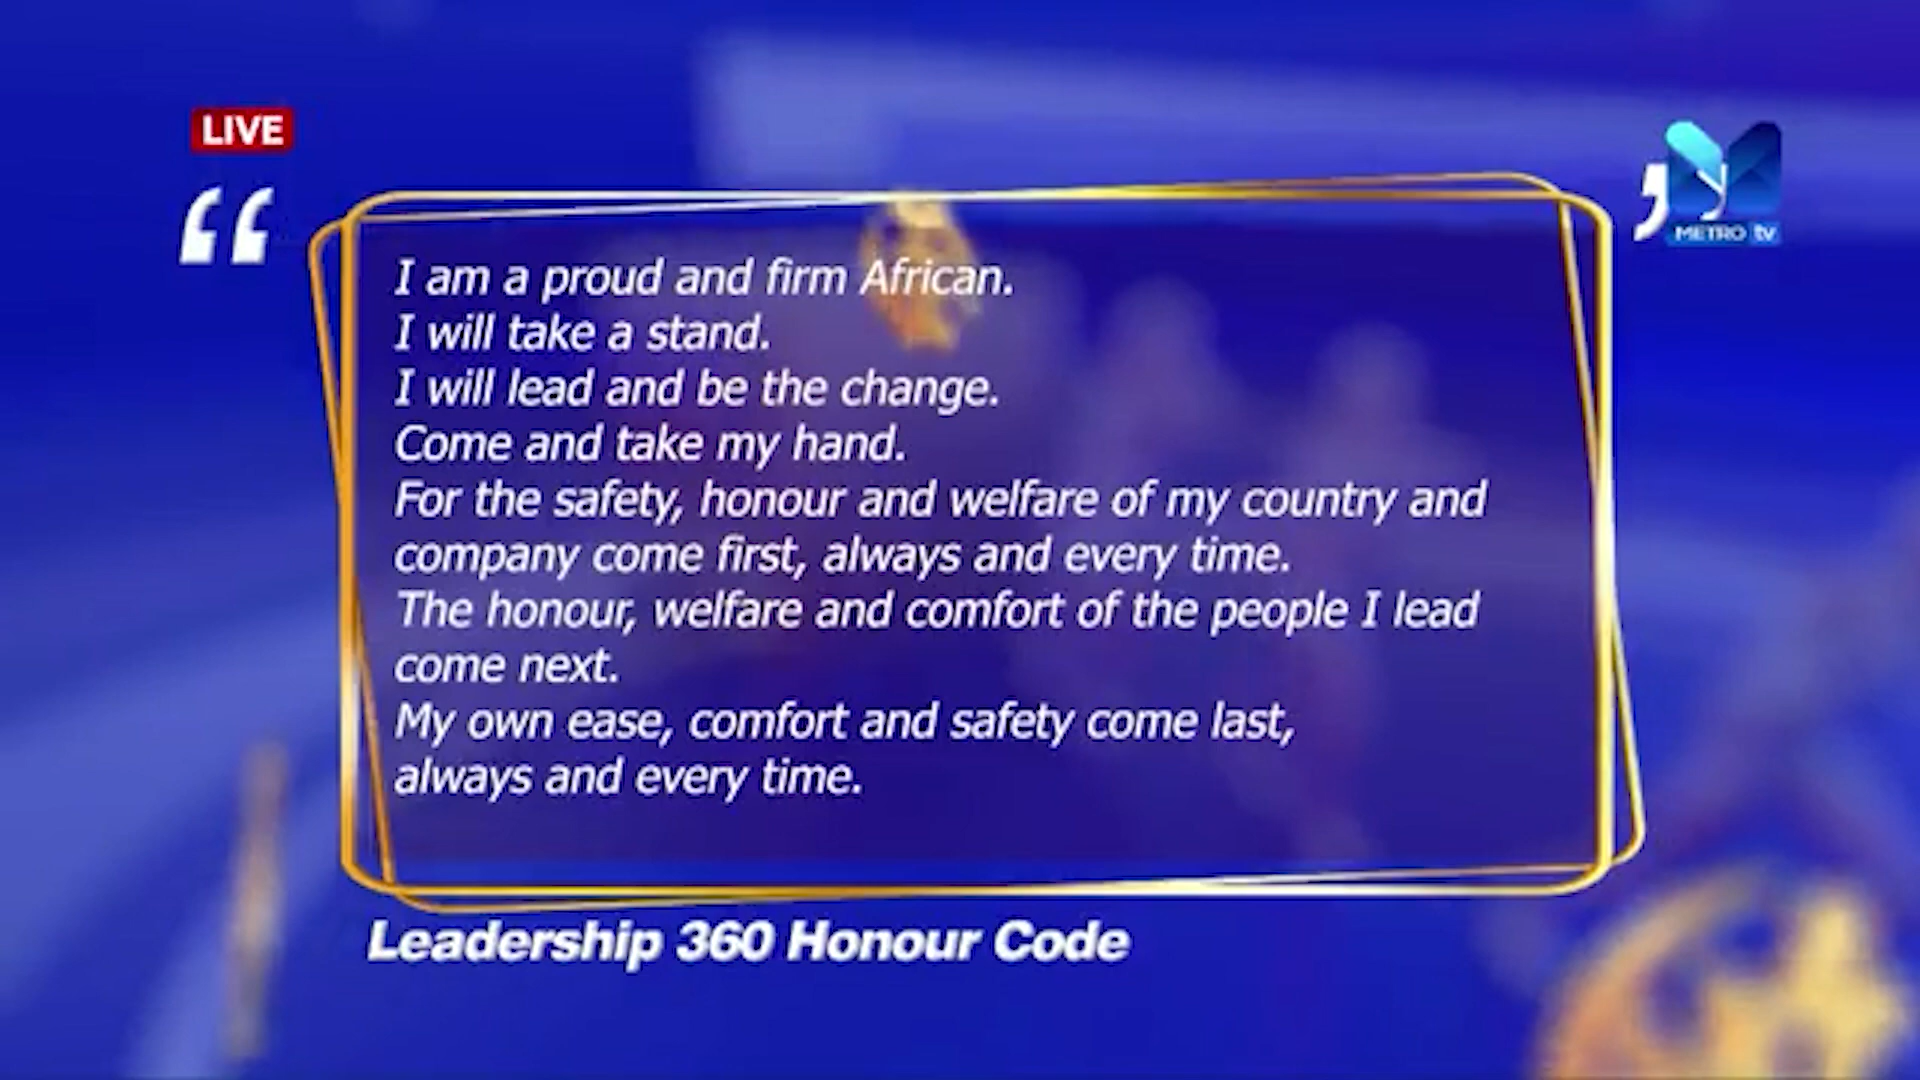 LIVE
METRO tv
I am a proud and firm African.
I will take a stand.
I will lead and be the change.
Come and take my hand.
For the safety, honour and welfare of my country and
company come first, always and every time.
The honour, welfare and comfort of the people I lead
come next.
My own ease, comfort and safety come last,
always and every time.
Leadership 360 Honour Code